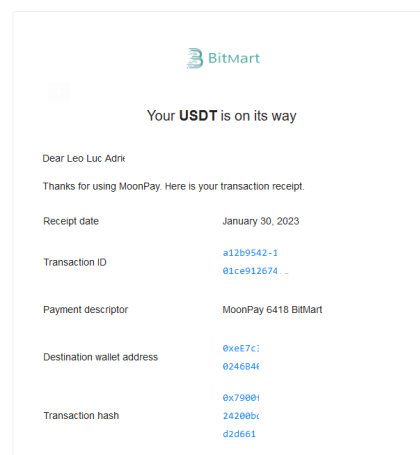 BitMart
Your USDT is on its way
Dear Leo Luc Adri
Thanks for using MoonPay. Here is your transaction receipt.
Receipt date January 30, 2023
Transaction ID a12b9542-1
01ce912674
Payment descriptor MoonPay 6418 BitMart
Destination wallet address 0xeE7c3
0246B4
Transaction hash 0x7900
24200b
d2d661